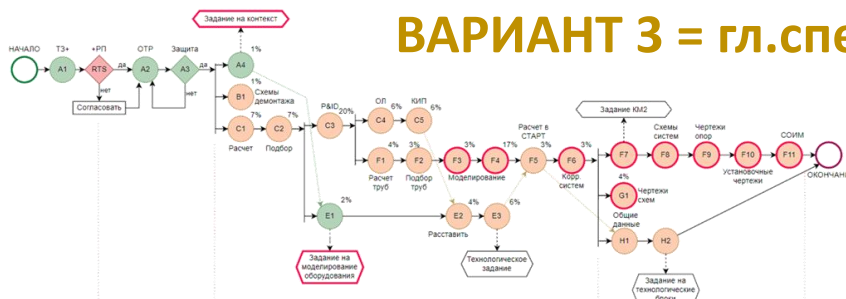 ВАРИАНТ 3 = гл.спе
Задание на контекст
НАЧАЛО
ТЗ+
+РП
ОТР
Защита
A1
RTS
да
A2
A3
да
A4
1%
нет
нет
Согласовать
B1
1%
Схемы
демонтажа
C1
7%
Расчет
C2
7%
Подбор
P&ID
C3
20%
ОЛ
C4
6%
КИП
C5
6%
F1
4%
Расчет
труб
F2
3%
Подбор
труб
F3
3%
F4
17%
Моделирование
Расчет в
СТАРТ
F5
3%
F6
3%
Корр.
систем
Задание КМ2
F7
Схемы
систем
F8
Чертежи
опор
F9
F10
Установочные
чертежи
СОИМ
F11
ОКОНЧАНИ
4%
G1
Чертежи
схем
Общие
данные
H1
H2
E1
2%
E2
4%
Расставить
E3
6%
Задание на
моделирование
оборудования
Технологическое
задание
Задание на
технологические
блоки